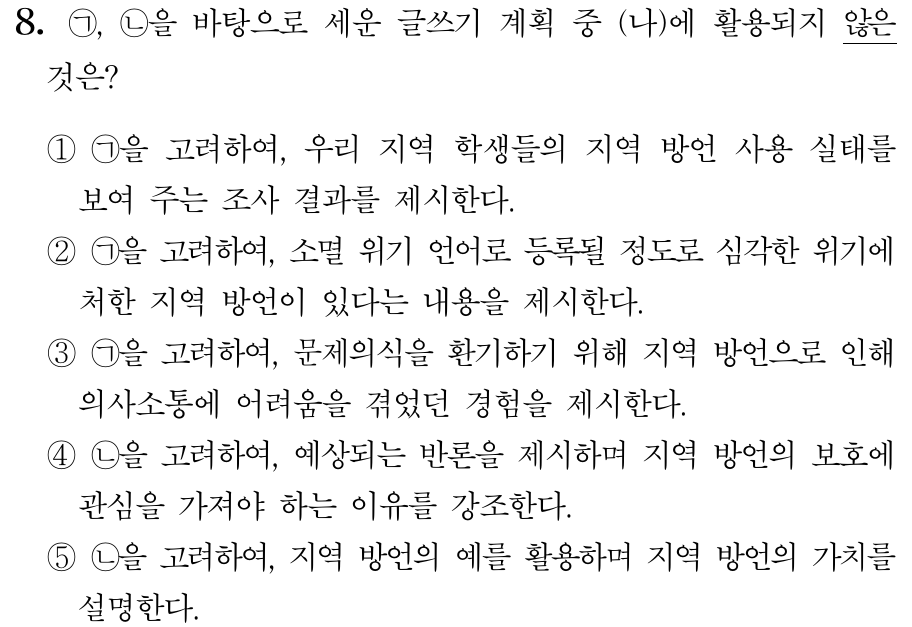 8. ㉠, ㉡을 바탕으로 세운 글쓰기 계획 중 (나)에 활용되지 않은
것은?
① ㉠을 고려하여, 우리 지역 학생들의 지역 방언 사용 실태를
보여 주는 조사 결과를 제시한다.
② ㉠을 고려하여, 소멸 위기 언어로 등록될 정도로 심각한 위기에
처한 지역 방언이 있다는 내용을 제시한다.
③ ㉠을 고려하여, 문제의식을 환기하기 위해 지역 방언으로 인해
의사소통에 어려움을 겪었던 경험을 제시한다.
④ ㉡을 고려하여, 예상되는 반론을 제시하며 지역 방언의 보호에
관심을 가져야 하는 이유를 강조한다.
⑤ ㉡을 고려하여, 지역 방언의 예를 활용하며 지역 방언의 가치를
설명한다.